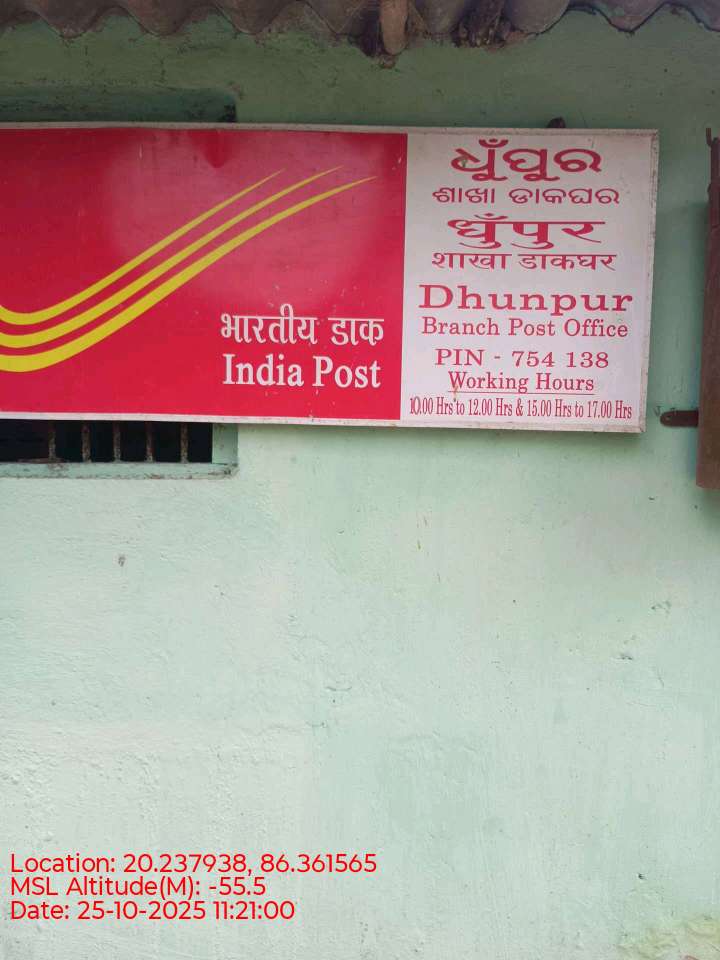 भारतीय डाक
India Post
ଧୁଁପୁର
ଶାଖା ଡାକଘର
धुँपुर
शाखा डाकघर
Dhunpur
Branch Post Office
PIN - 754 138
Working Hours
10.00 Hrs to 12.00 Hrs & 15.00 Hrs to 17.00 Hrs
Location: 20.237938, 86.361565
MSL Altitude(M): -55.5
Date: 25-10-2025 11:21:00